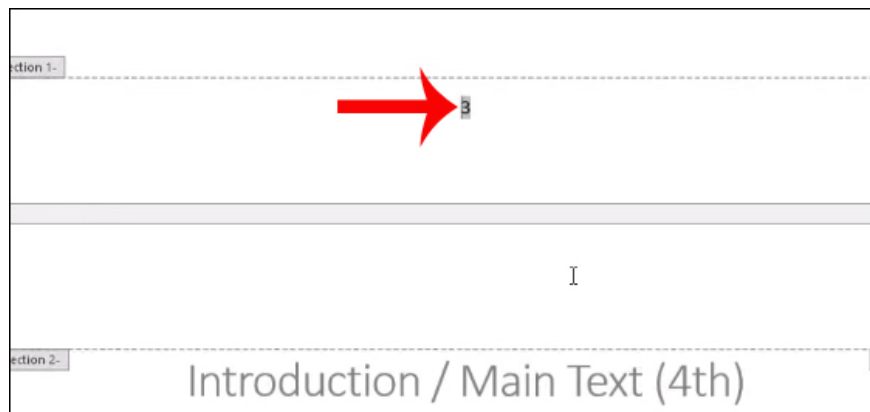 ection 1-
3
ection 2-
Introduction / Main Text (4th)